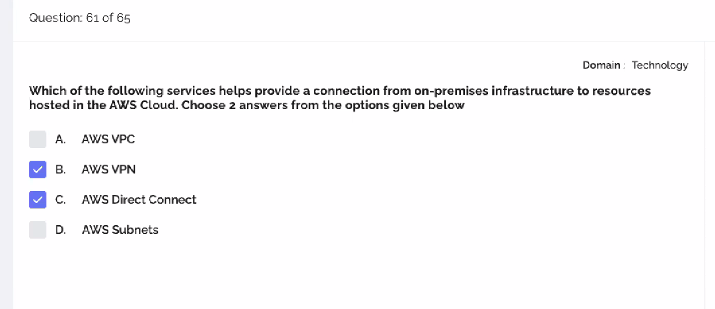 Question: 61 of 65
Domain : Technology
Which of the following services helps provide a connection from on-premises infrastructure to resources
hosted in the AWS Cloud. Choose 2 answers from the options given below
A. AWS VPC
B. AWS VPN
C. AWS Direct Connect
D. AWS Subnets